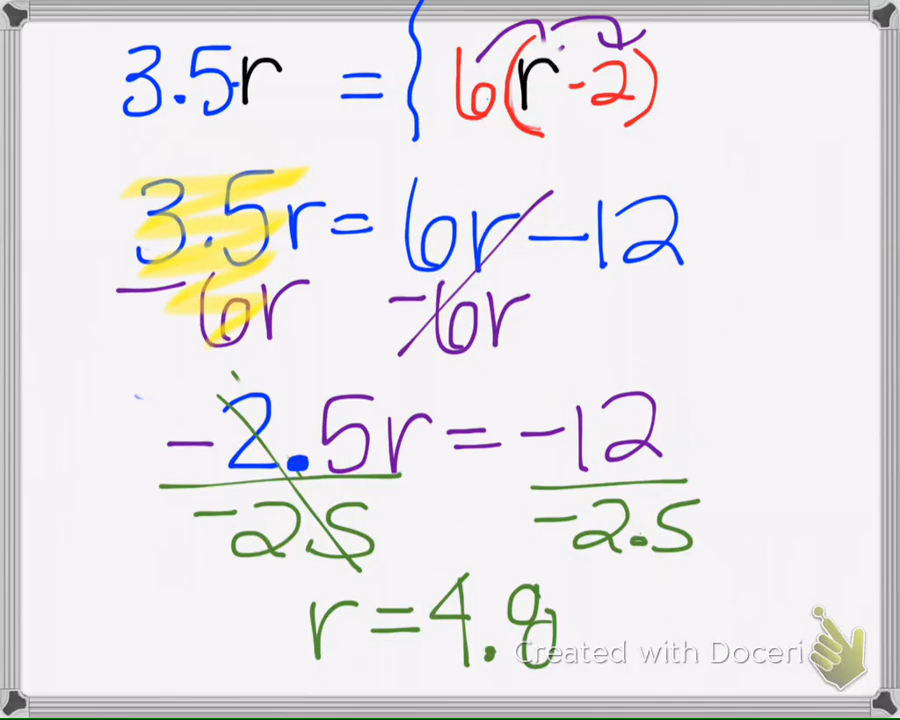 3.5r = { 6(r-2)
3.5r = 6r - 12
-6r -6r
-2.5r = -12
-2.5 -2.5
r = 4.8
Created with Doceri